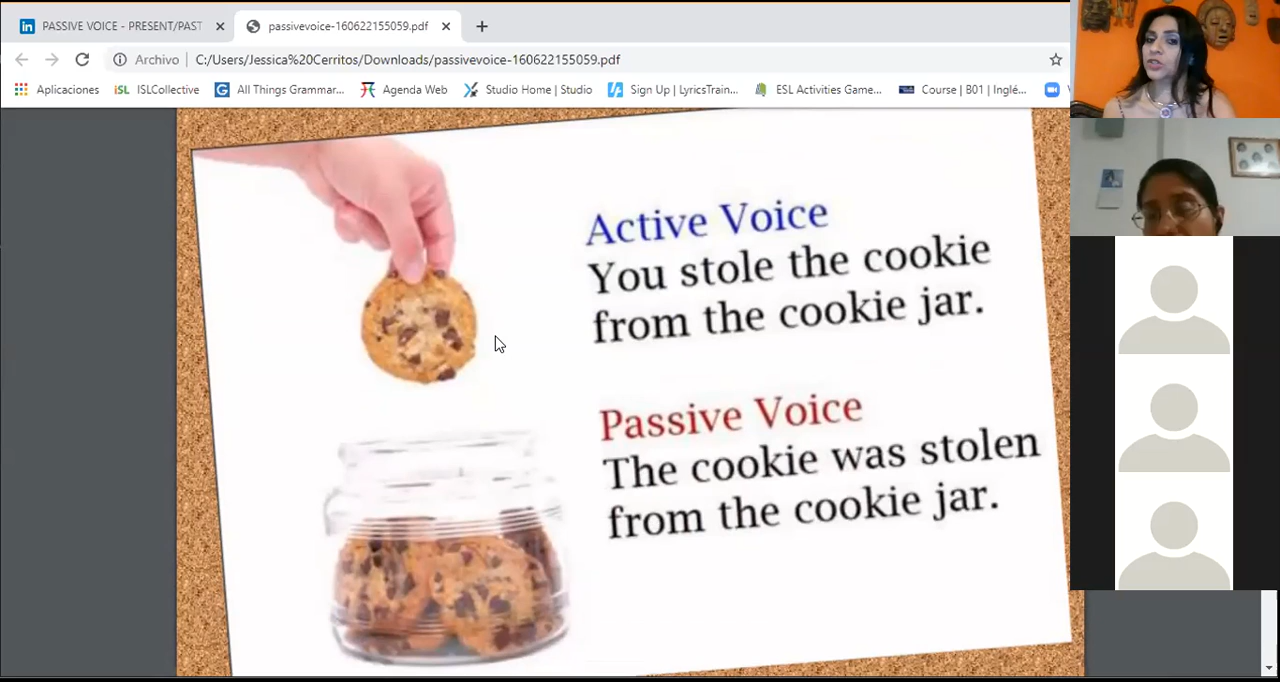 PASSIVE VOICE - PRESENT/PAST
passivevoice-160622155059.pdf
Archivo
C:/Users/Jessica%20Cerritos/Downloads/passivevoice-160622155059.pdf
Aplicaciones
iSLCollective
All Things Grammar...
Agenda Web
Studio Home | Studio
Sign Up | LyricsTrain...
ESL Activities Game...
Course | B01 | Inglé...
Active Voice
You stole the cookie
from the cookie jar.
Passive Voice
The cookie was stolen
from the cookie jar.